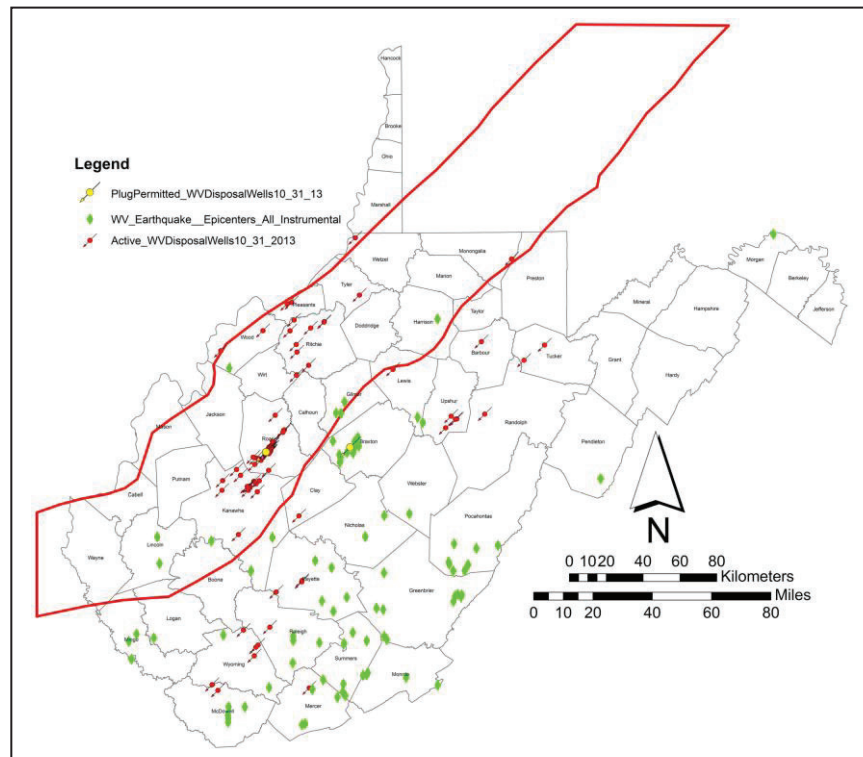 Hancock
Brooke
Ohio
Legend
PlugPermitted_WVDisposalWells10_31_13
WV_Earthquake__Epicenters_All_Instrumental
Active_WVDisposalWells10_31_2013
Marshall
Wetzel
Monongalia
Morgan
Berkeley
Jefferson
Marion
Preston
Tyler
Pleasants
Mineral
Hampshire
Taylor
Harrison
Doddridge
Wood
Ritchie
Barbour
Tucker
Grant
Hardy
Wirt
Lewis
Gilmer
Upshur
Jackson
Calhoun
Mason
Randolph
Roane
Braxton
Pendleton
Putnam
Clay
Webster
Cabell
Kanawha
Nicholas
Pocahontas
N
Lincoln
Wayne
Boone
Fayette
Greenbrier
0 10 20 40 60 80
Kilometers
Miles
0 10 20 40 60 80
Logan
Mingo
Raleigh
Summers
Wyoming
Monroe
McDowell
Mercer